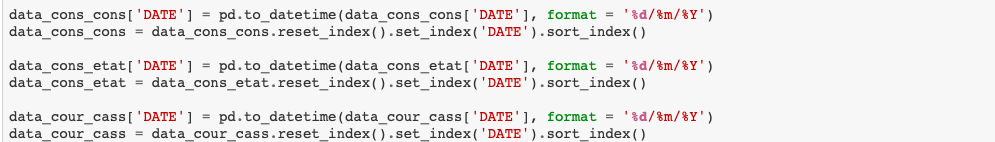 data_cons_cons['DATE'] = pd.to_datetime(data_cons_cons['DATE'], format = '%d/%m/%Y')
data_cons_cons = data_cons_cons.reset_index().set_index('DATE').sort_index()

data_cons_etat['DATE'] = pd.to_datetime(data_cons_etat['DATE'], format = '%d/%m/%Y')
data_cons_etat = data_cons_etat.reset_index().set_index('DATE').sort_index()

data_cour_cass['DATE'] = pd.to_datetime(data_cour_cass['DATE'], format = '%d/%m/%Y')
data_cour_cass = data_cour_cass.reset_index().set_index('DATE').sort_index()